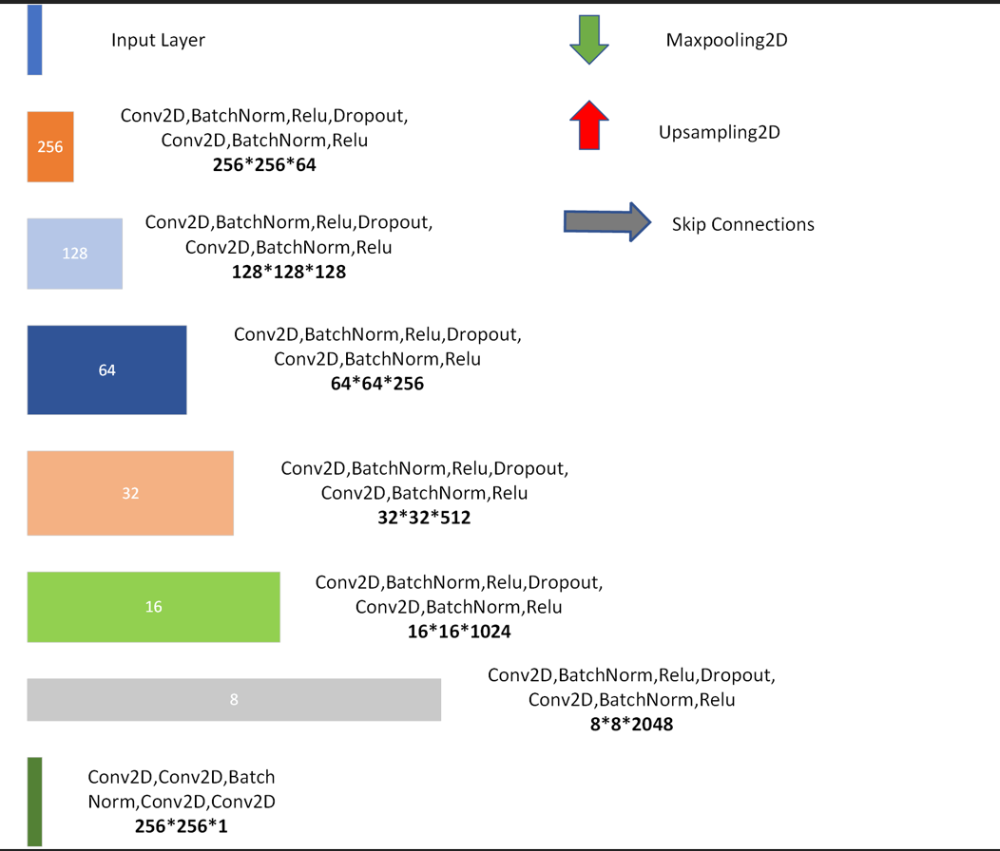 Input Layer
Maxpooling2D
256
Conv2D,BatchNorm,Relu,Dropout,
Conv2D,BatchNorm,Relu
256*256*64
Upsampling2D
128
Conv2D,BatchNorm,Relu,Dropout,
Conv2D,BatchNorm,Relu
128*128*128
Skip Connections
64
Conv2D,BatchNorm,Relu,Dropout,
Conv2D,BatchNorm,Relu
64*64*256
32
Conv2D,BatchNorm,Relu,Dropout,
Conv2D,BatchNorm,Relu
32*32*512
16
Conv2D,BatchNorm,Relu,Dropout,
Conv2D,BatchNorm,Relu
16*16*1024
8
Conv2D,BatchNorm,Relu,Dropout,
Conv2D,BatchNorm,Relu
8*8*2048
Conv2D,Conv2D,Batch
Norm,Conv2D,Conv2D
256*256*1